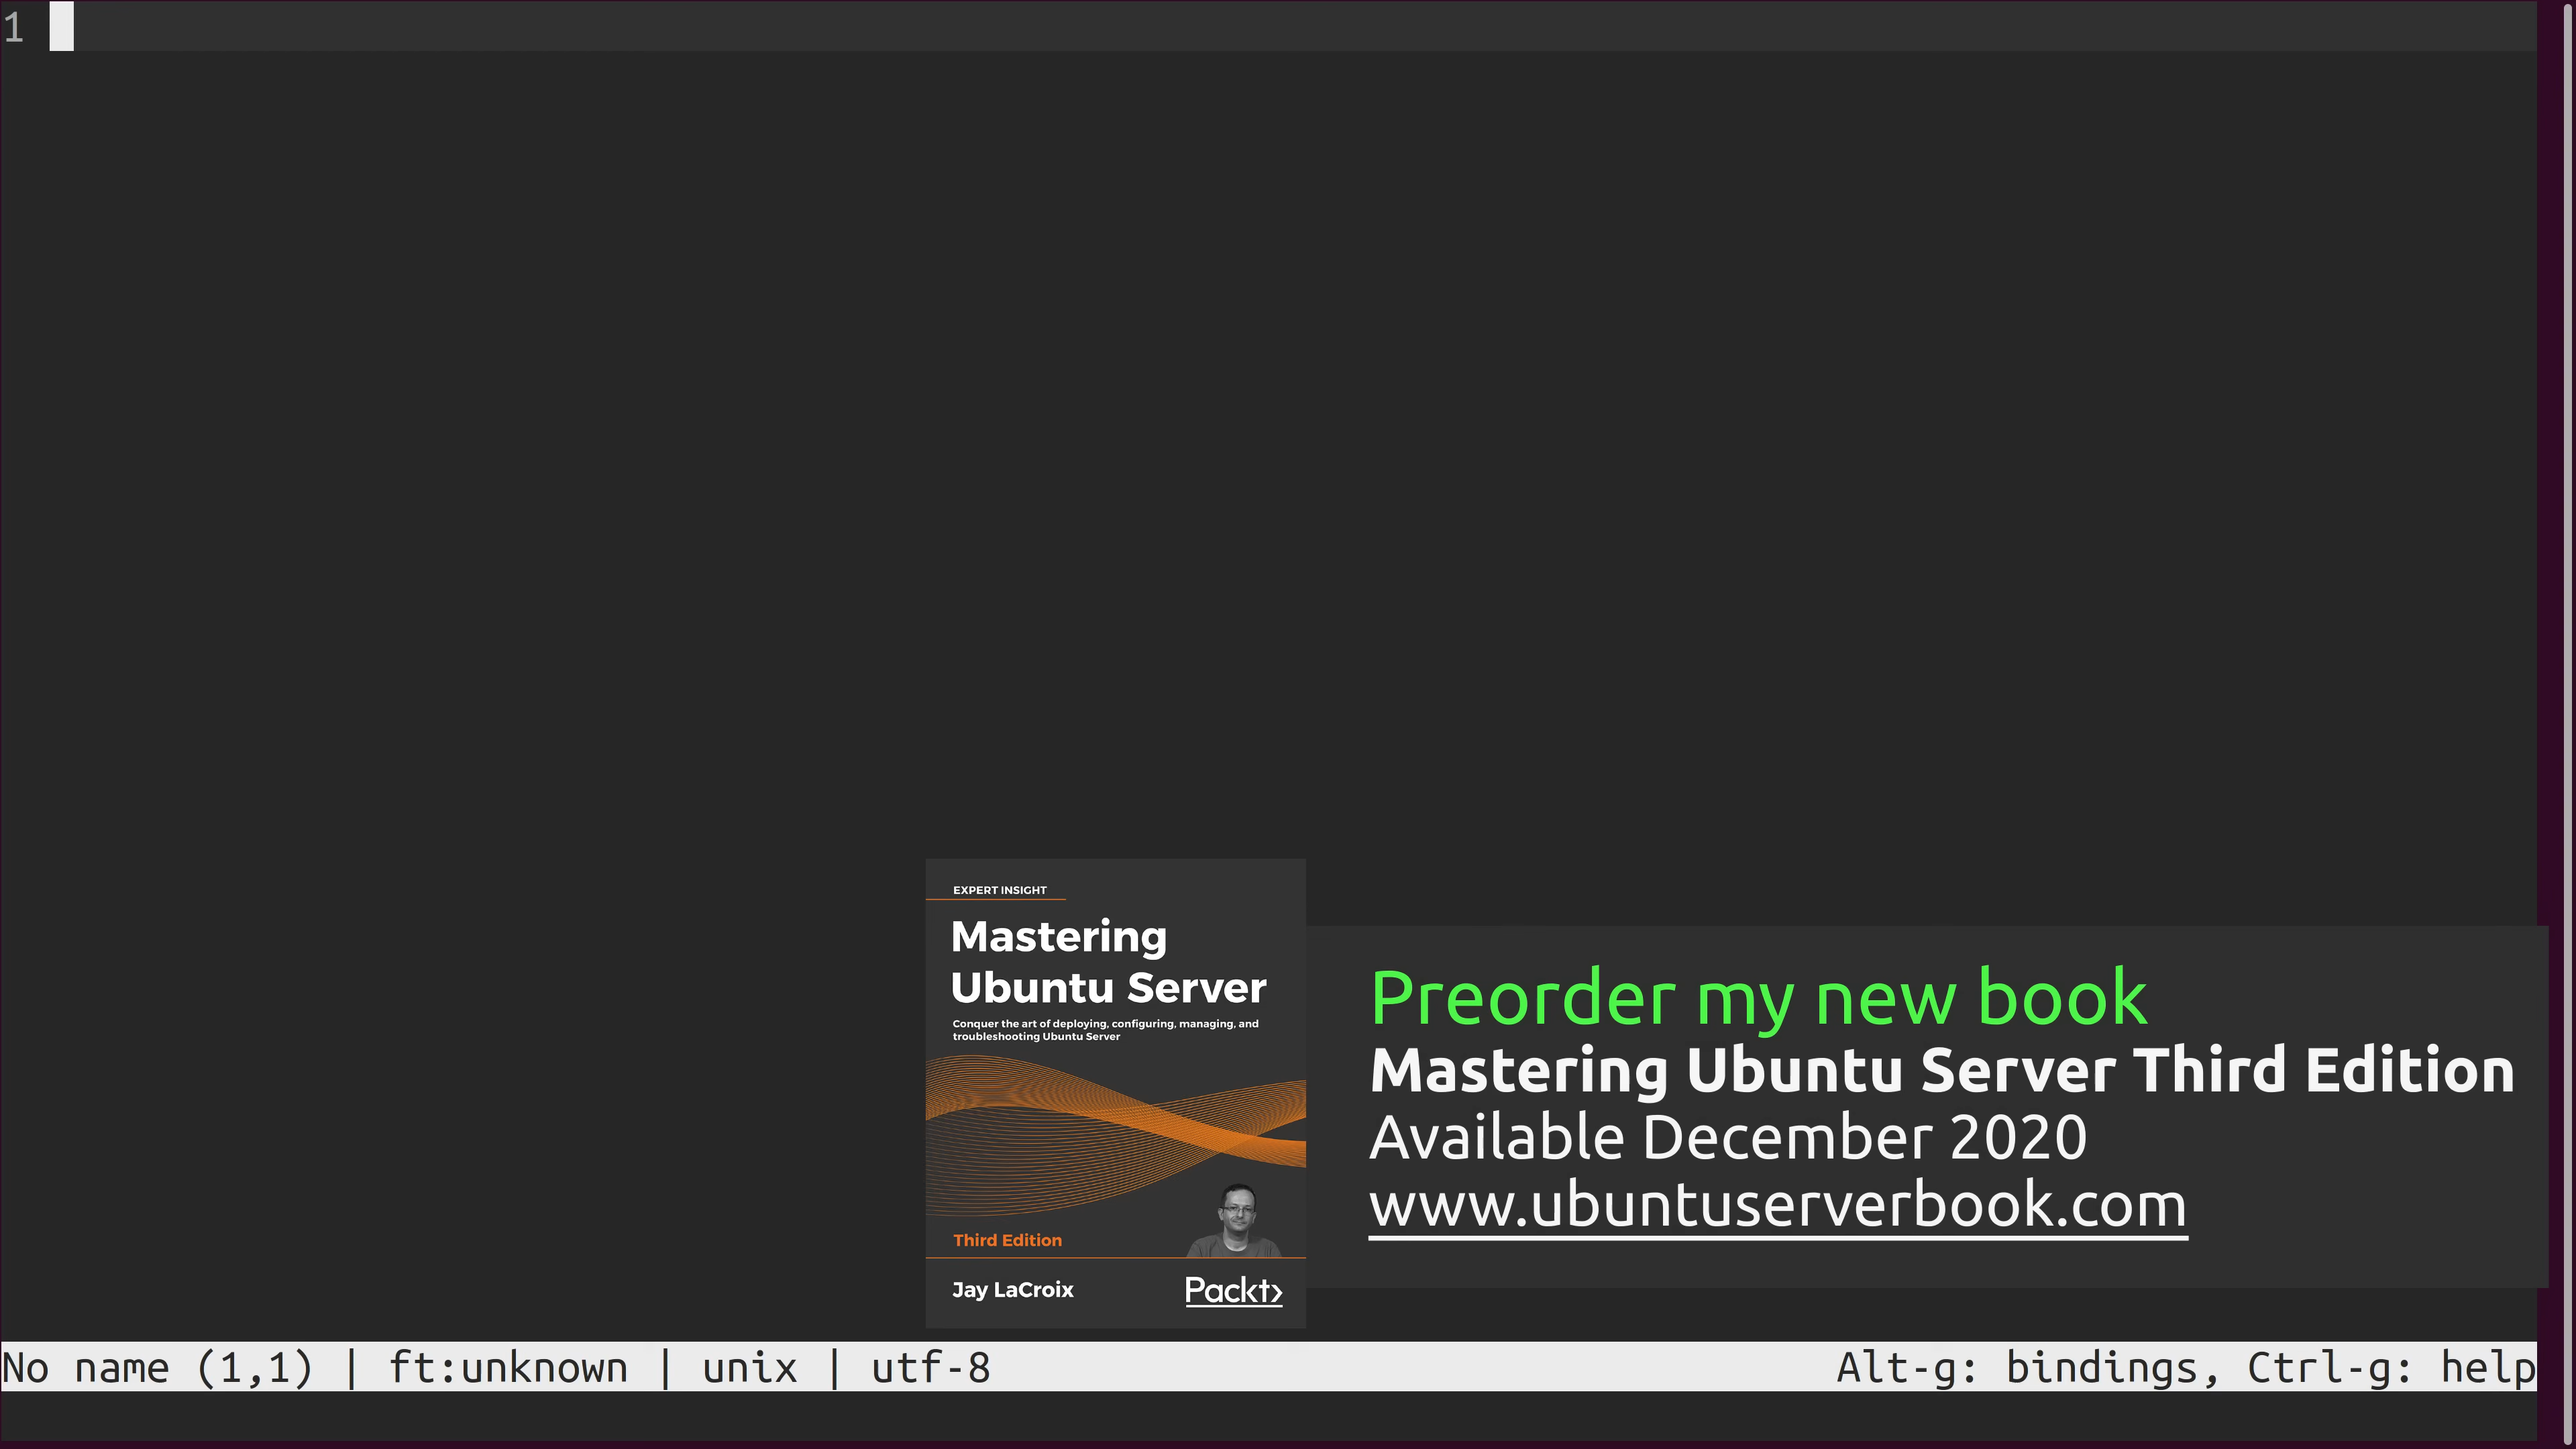 1
EXPERT INSIGHT
Mastering
Ubuntu Server
Conquer the art of deploying, configuring, managing, and
troubleshooting Ubuntu Server
Third Edition
Jay LaCroix
Packt>
Preorder my new book
Mastering Ubuntu Server Third Edition
Available December 2020
www.ubuntuserverbook.com
No name (1,1) | ft:unknown | unix | utf-8
Alt-g: bindings, Ctrl-g: help